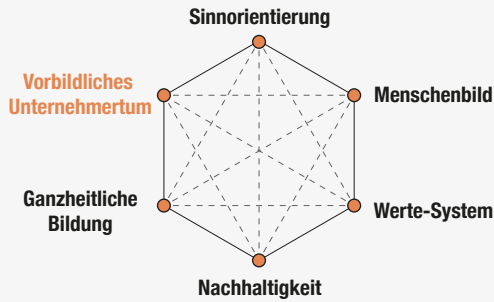 Sinnorientierung
Vorbildliches
Unternehmertum
Menschenbild
Ganzheitliche
Bildung
Werte-System
Nachhaltigkeit